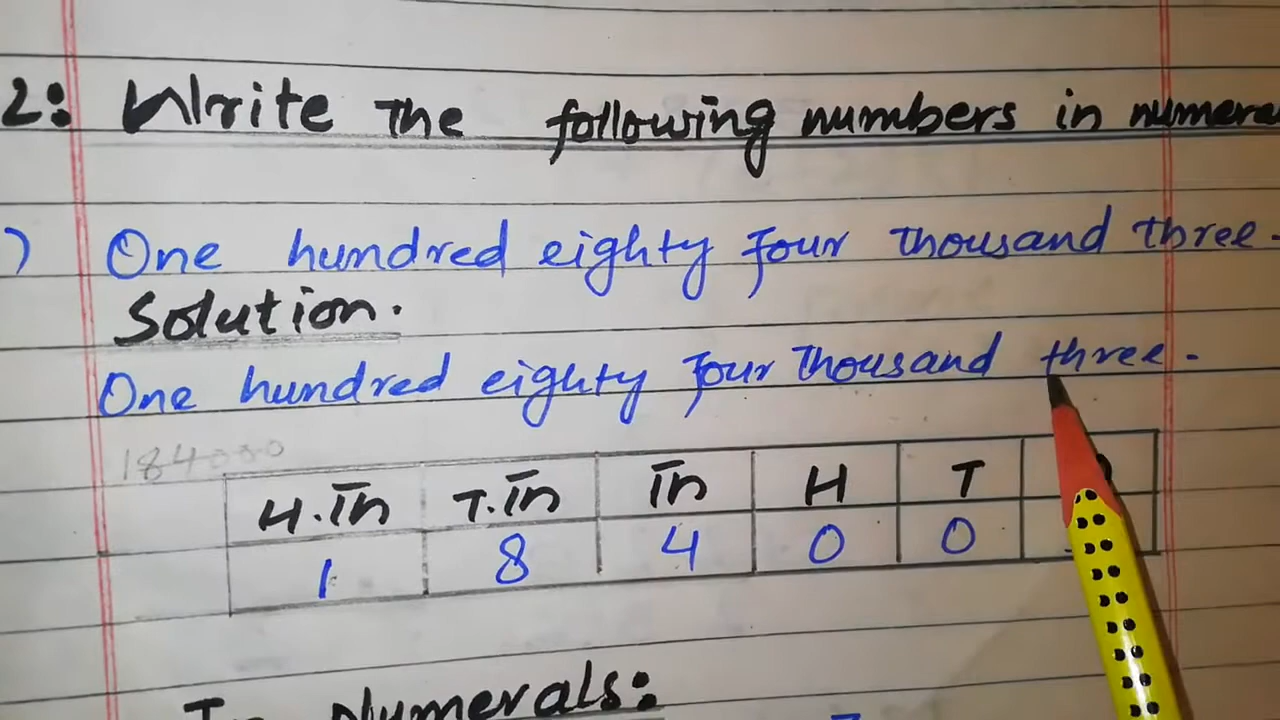 2: Write The following numbers in
) One hundred eighty four thousand three.
Solution.
One hundred eighty four thousand three.
184000
H.Th T.Th Th H T
1 8 4 0 0
In Numerals: